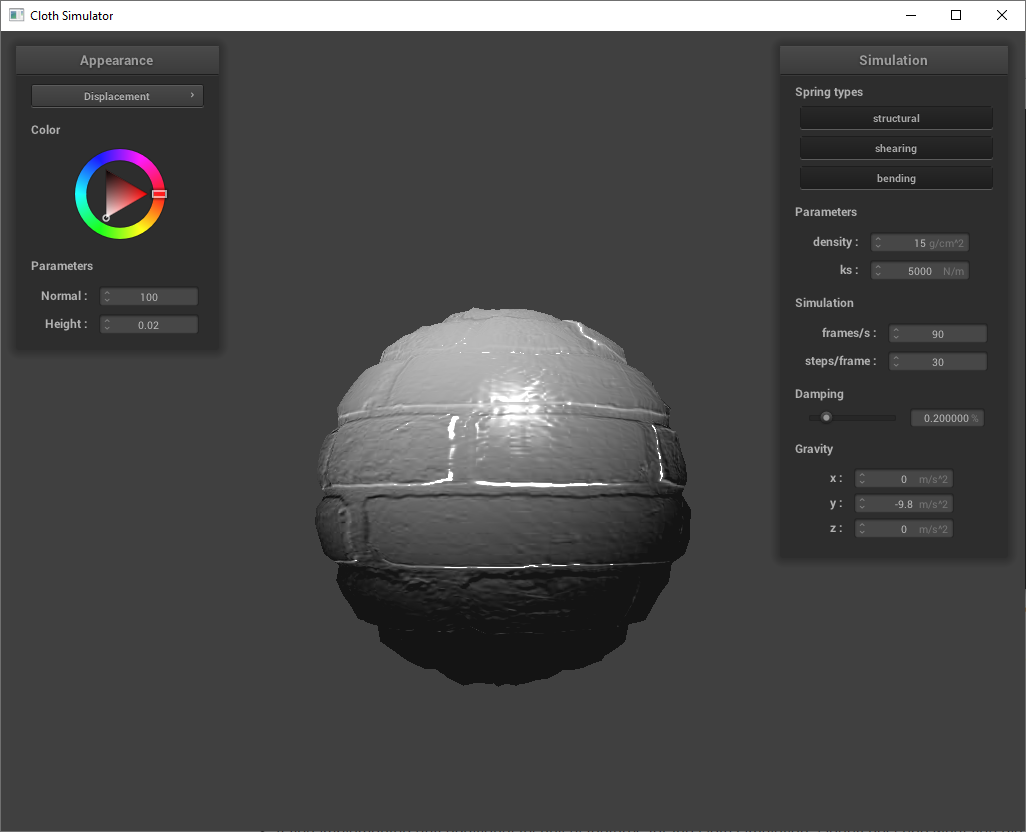 Cloth Simulator
Appearance
Displacement
Color
Parameters
Normal : 100
Height : 0.02
Simulation
Spring types
structural
shearing
bending
Parameters
density : 15 g/cm^2
ks : 5000 N/m
Simulation
frames/s : 90
steps/frame : 30
Damping
0.200000 %
Gravity
x : 0 m/s^2
y : -9.8 m/s^2
z : 0 m/s^2